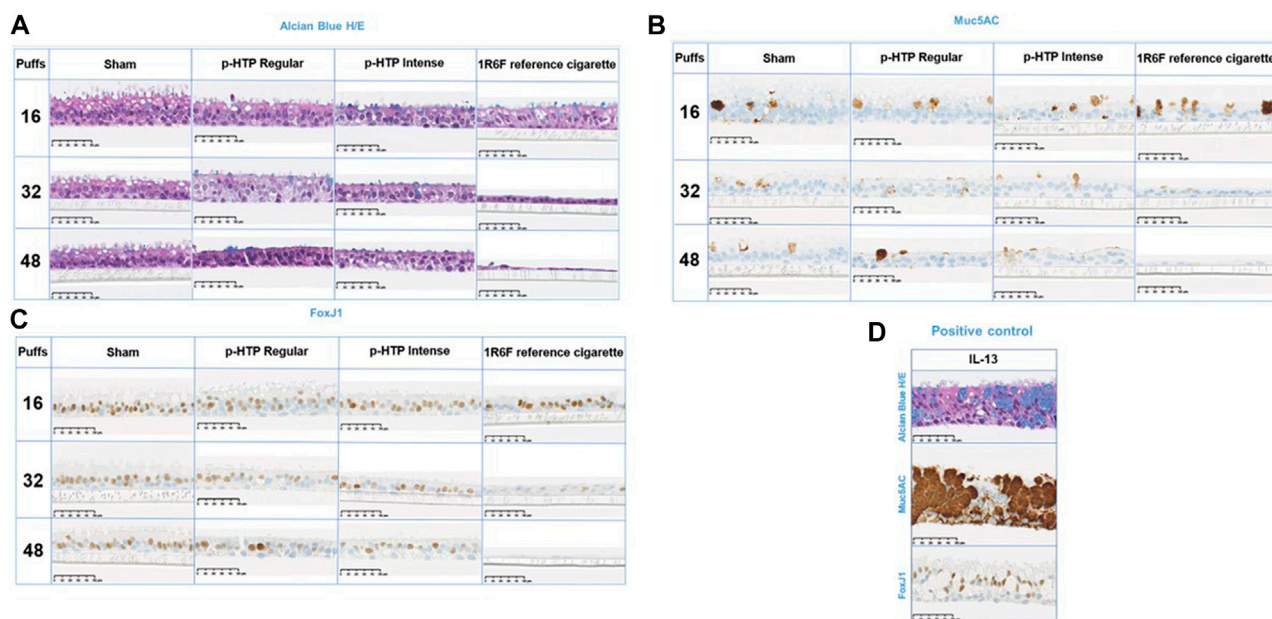 A
Alcian Blue H/E
Puffs
Sham
p-HTP Regular
p-HTP Intense
1R6F reference cigarette
16
32
48
B
Muc5AC
Puffs
Sham
p-HTP Regular
p-HTP Intense
1R6F reference cigarette
16
32
48
C
FoxJ1
Puffs
Sham
p-HTP Regular
p-HTP Intense
1R6F reference cigarette
16
32
48
D
Positive control
IL-13
Alcian Blue H/E
Muc5AC
FoxJ1